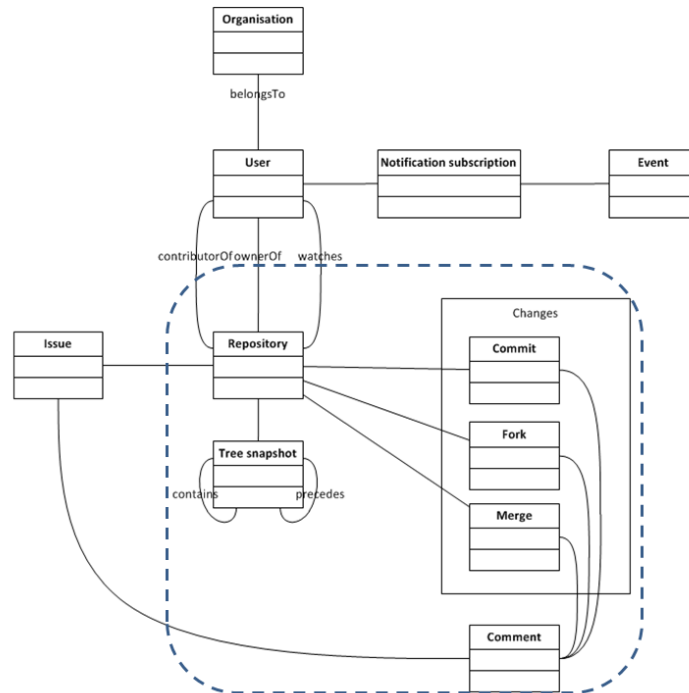 Organisation
belongsTo
User
Notification subscription
Event
contributorOf
ownerOf
watches
Changes
Issue
Repository
Commit
Fork
Tree snapshot
contains
precedes
Merge
Comment